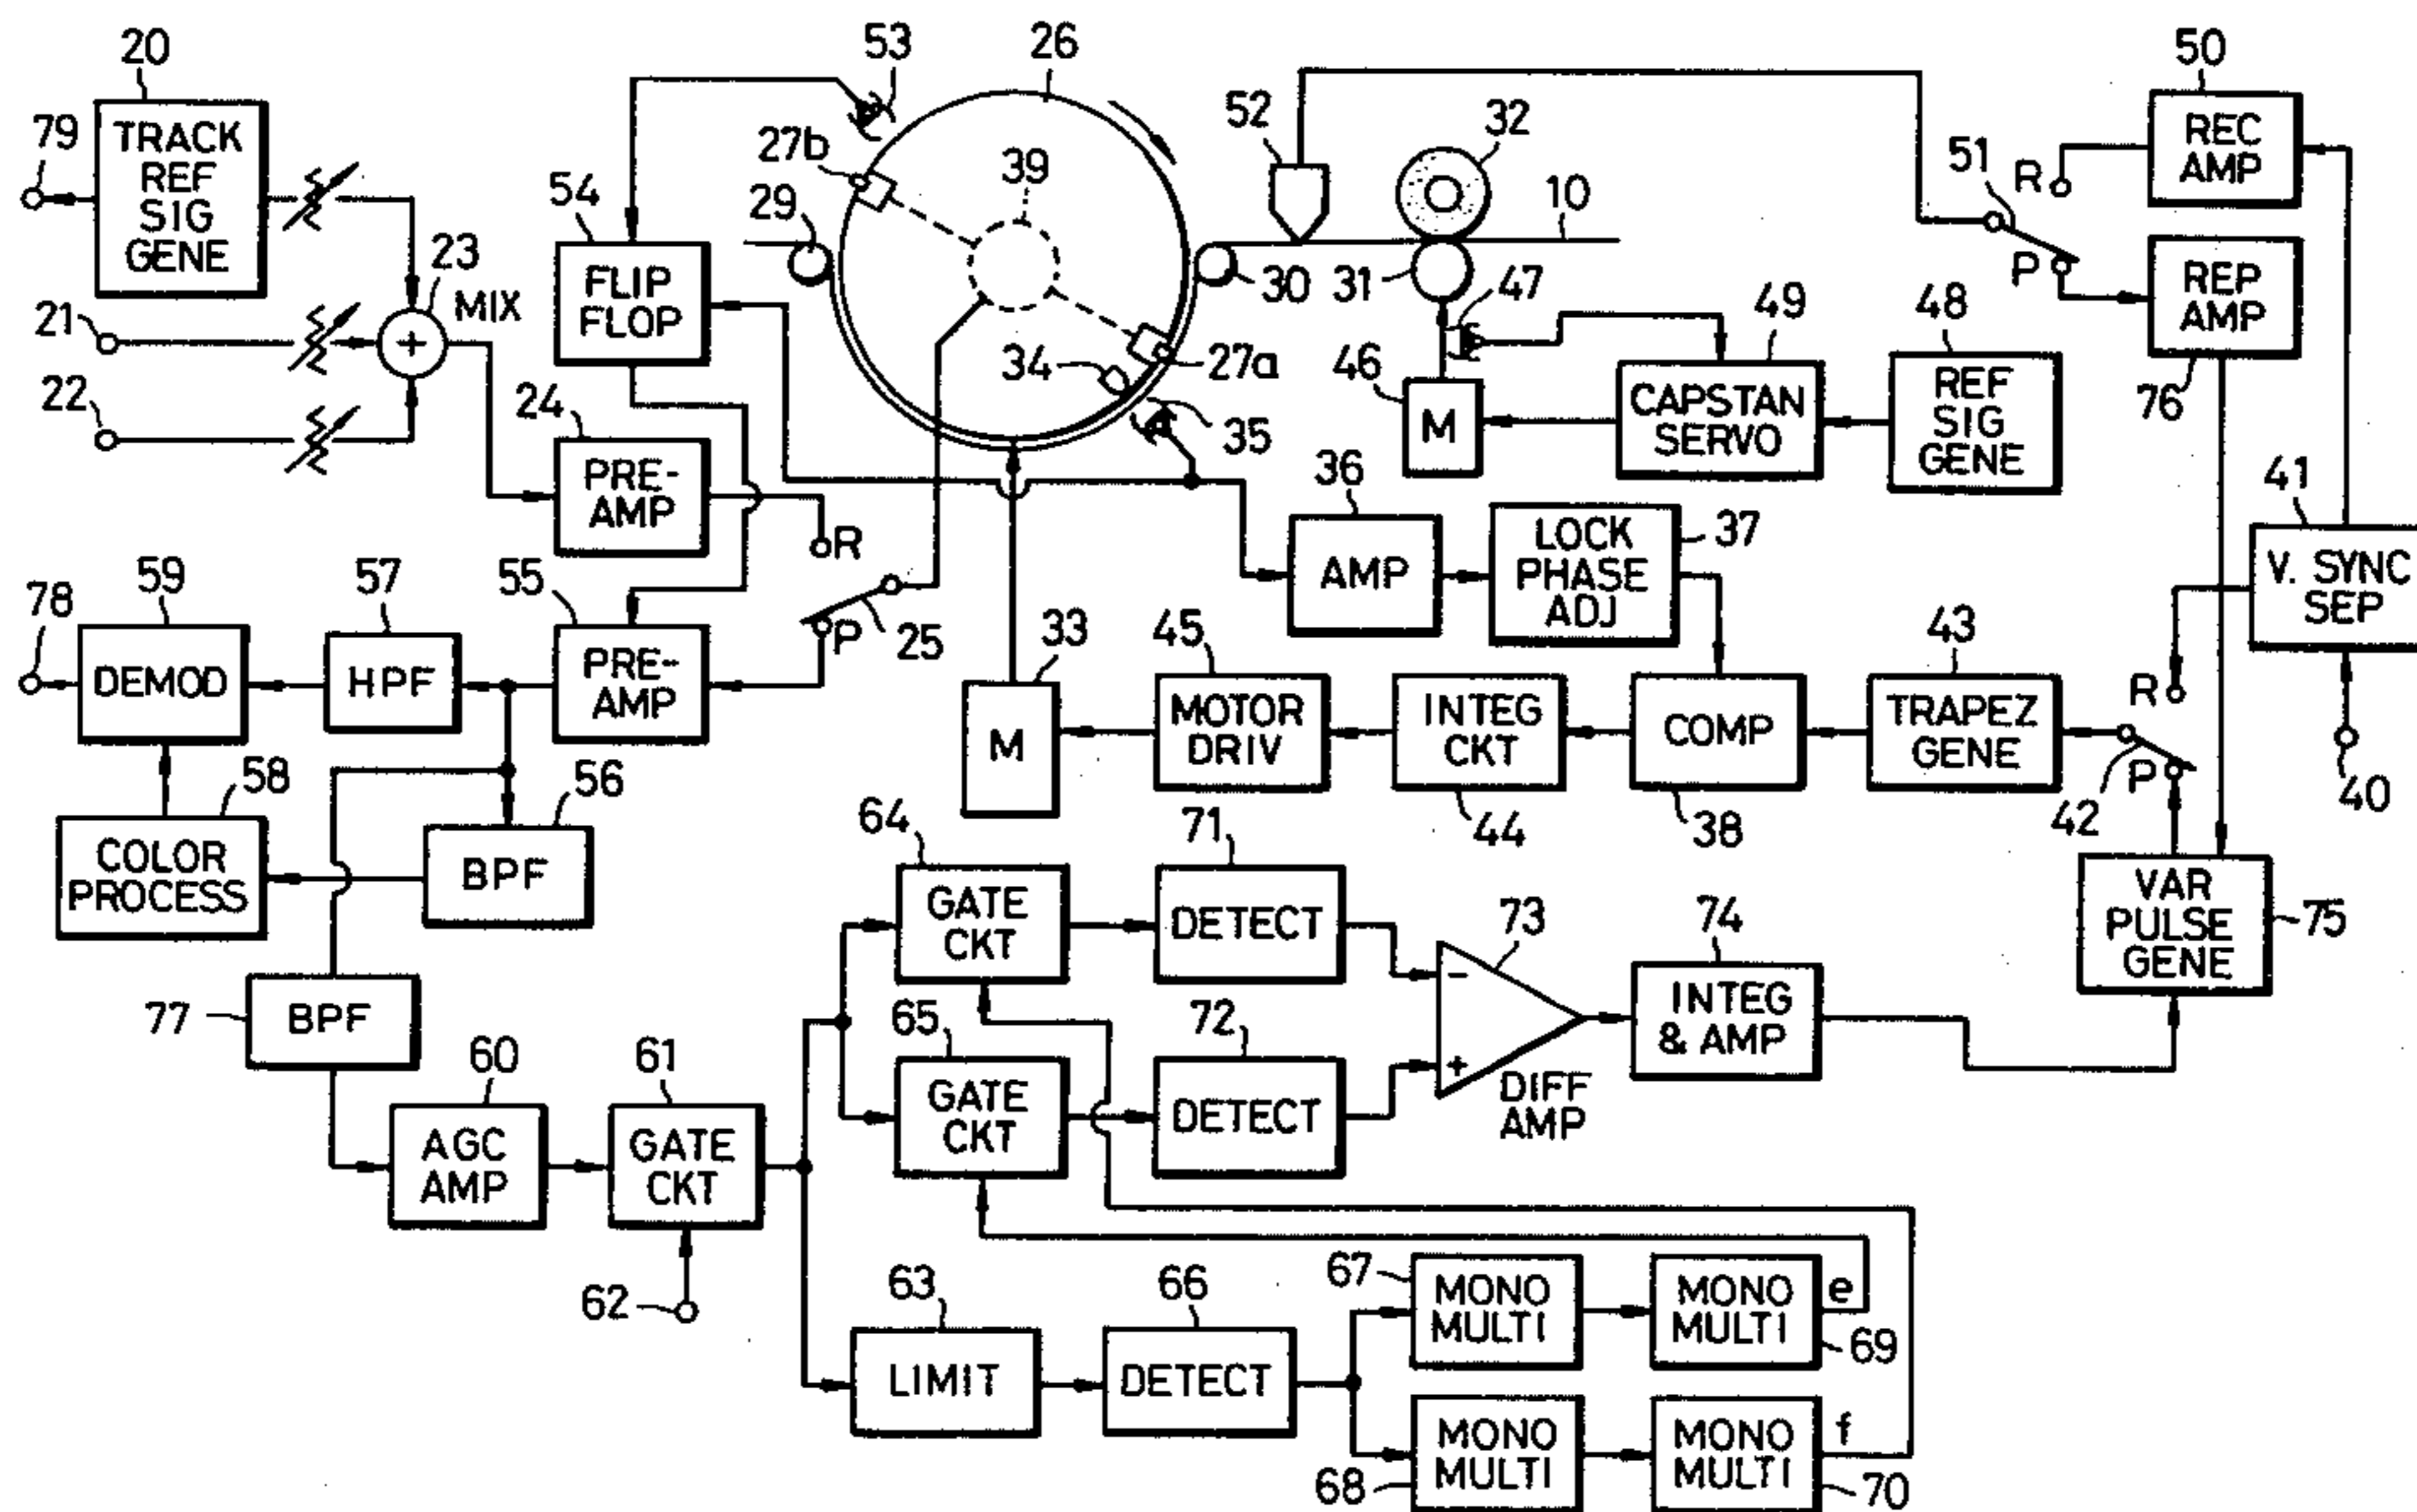 20
79
TRACK
REF
SIG
GENE
23
MIX
21
22
24
PRE-
AMP
R
P
25
53
26
27b
39
29
54
FLIP
FLOP
34
27a
35
30
52
32
10
31
47
46
M
49
CAPSTAN
SERVO
48
REF
SIG
GENE
50
REC
AMP
51
R
P
REP
AMP
76
41
V. SYNC
SEP
40
36
AMP
LOCK
PHASE
ADJ
37
78
59
DEMOD
57
HPF
55
PRE-
AMP
33
M
45
MOTOR
DRIV
INTEG
CKT
44
COMP
38
43
TRAPEZ
GENE
R
P
42
58
COLOR
PROCESS
56
BPF
77
BPF
60
AGC
AMP
61
GATE
CKT
62
64
GATE
CKT
65
GATE
CKT
71
DETECT
72
DETECT
73
-
+
DIFF
AMP
74
INTEG
& AMP
VAR
PULSE
GENE
75
63
LIMIT
66
DETECT
67
MONO
MULTI
MONO
MULTI
e
69
68
MONO
MULTI
MONO
MULTI
f
70